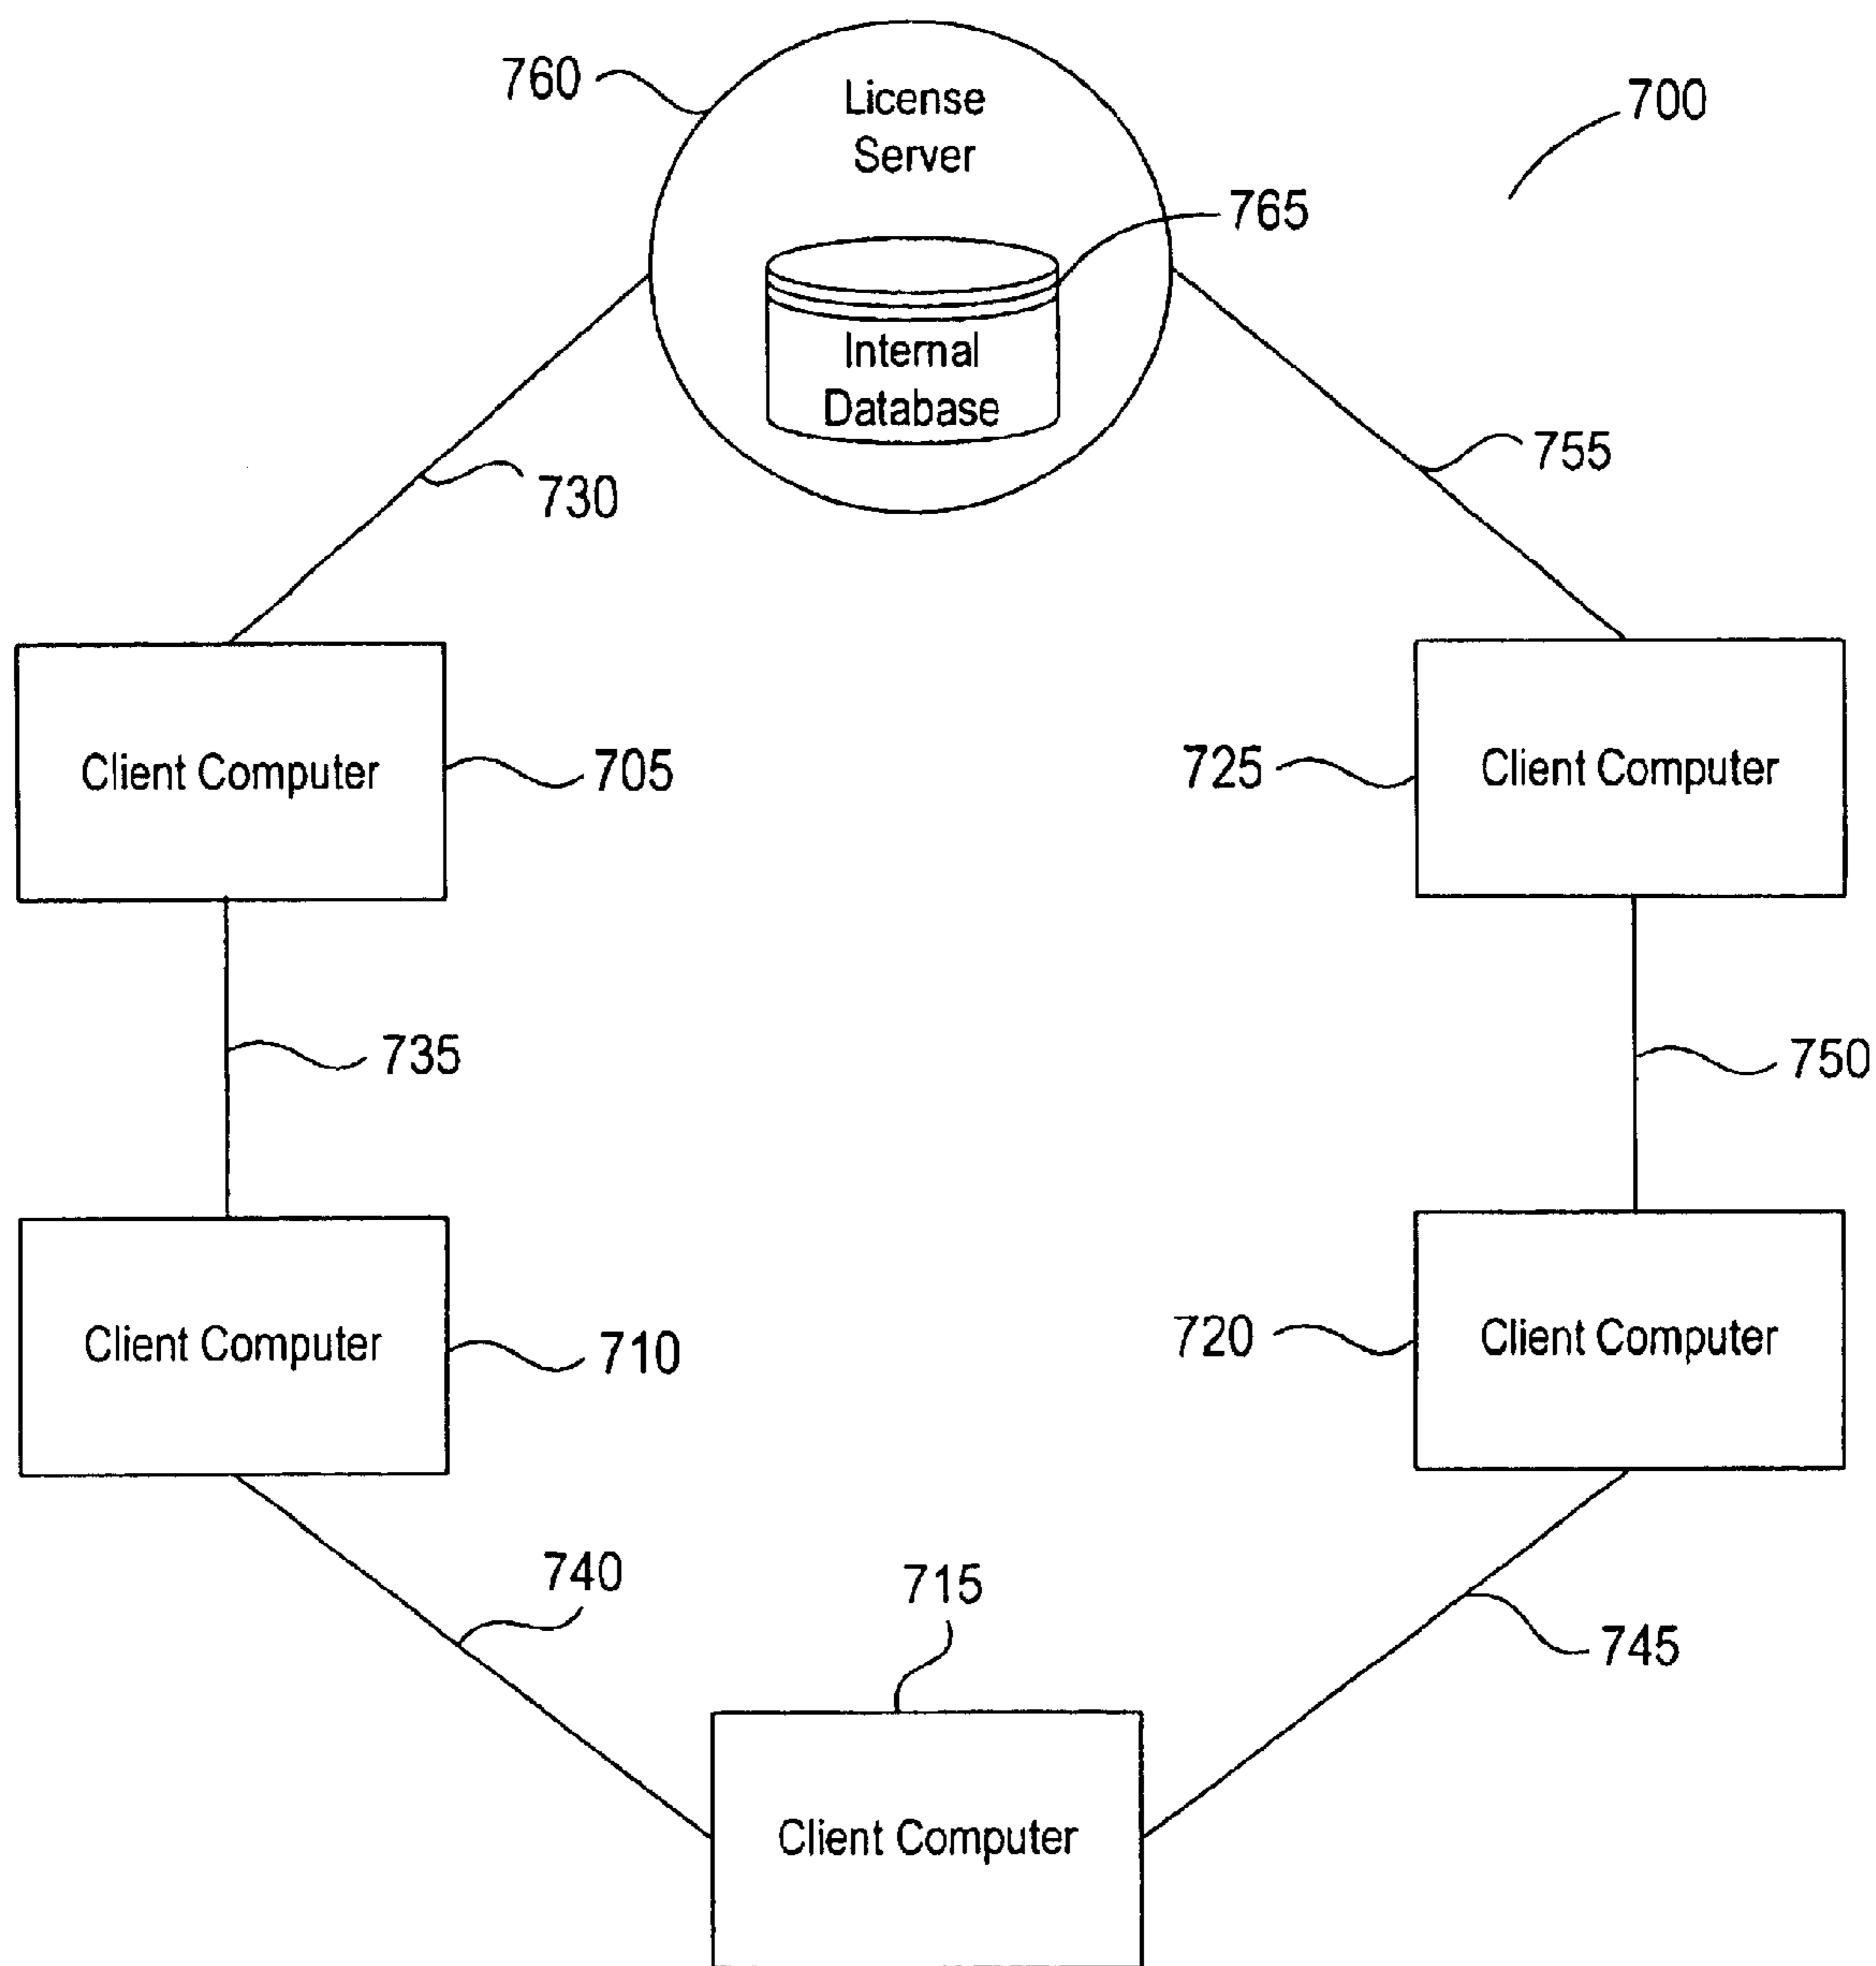 760
License
Server
700
765
Internal
Database
730
755
Client Computer
705
725
Client Computer
735
750
Client Computer
710
720
Client Computer
740
715
745
Client Computer